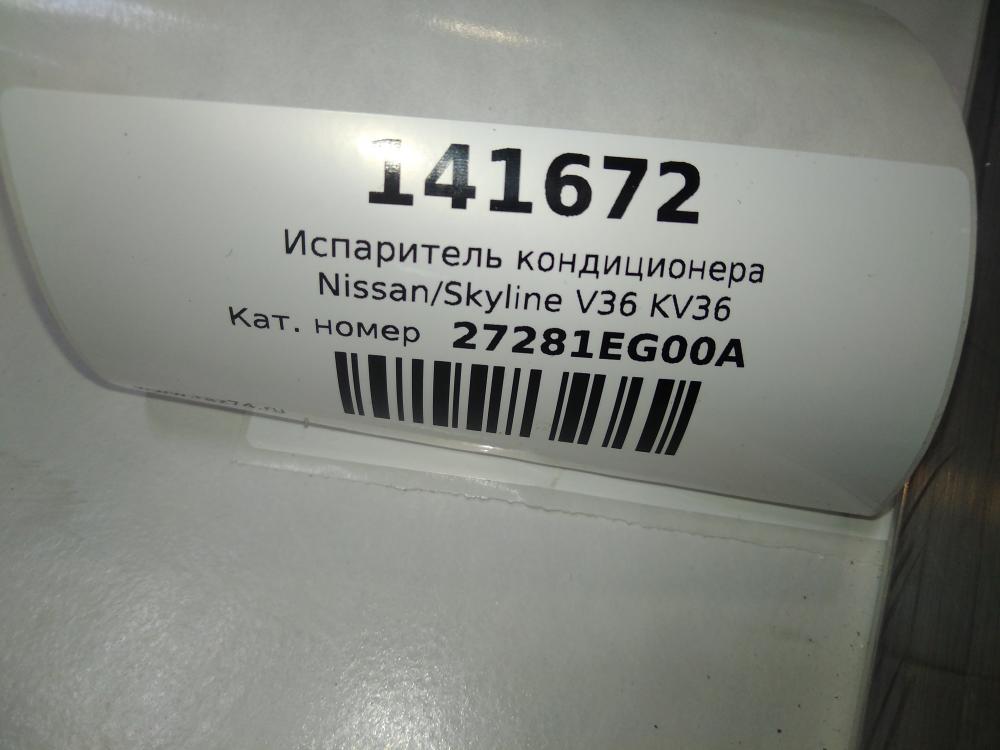 141672
Испаритель кондиционера
Nissan/Skyline V36 KV36
Кат. номер 27281EG00A